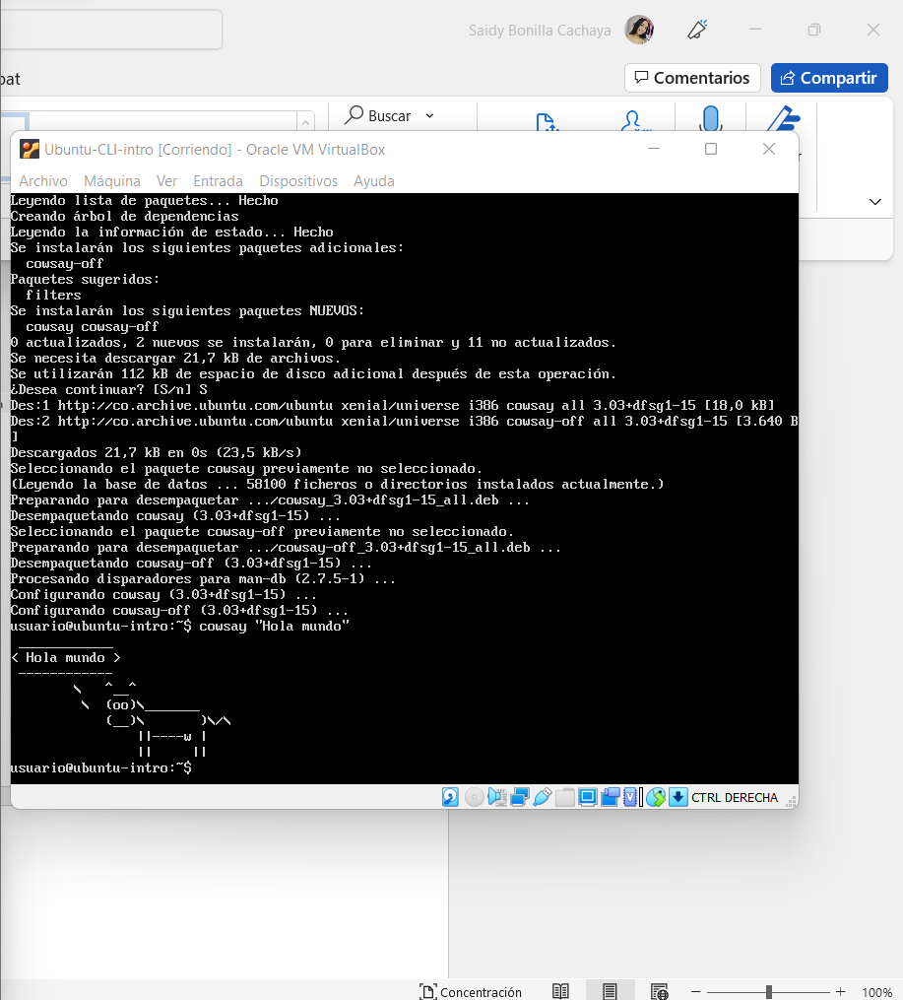 Saidy Bonilla Cachaya
bat
Comentarios
Compartir
Buscar
Ubuntu-CLI-intro [Corriendo] - Oracle VM VirtualBox
Archivo Máquina Ver Entrada Dispositivos Ayuda
Leyendo lista de paquetes... Hecho
Creando árbol de dependencias
Leyendo la información de estado... Hecho
Se instalarán los siguientes paquetes adicionales:
  cowsay-off
Paquetes sugeridos:
  filters
Se instalarán los siguientes paquetes NUEVOS:
  cowsay cowsay-off
0 actualizados, 2 nuevos se instalarán, 0 para eliminar y 11 no actualizados.
Se necesita descargar 21,7 kB de archivos.
Se utilizarán 112 kB de espacio de disco adicional después de esta operación.
¿Desea continuar? [S/n] S
Des:1 http://co.archive.ubuntu.com/ubuntu xenial/universe i386 cowsay all 3.03+dfsg1-15 [18,0 kB]
Des:2 http://co.archive.ubuntu.com/ubuntu xenial/universe i386 cowsay-off all 3.03+dfsg1-15 [3.640 B
]
Descargados 21,7 kB en 0s (23,5 kB/s)
Seleccionando el paquete cowsay previamente no seleccionado.
(Leyendo la base de datos ... 58100 ficheros o directorios instalados actualmente.)
Preparando para desempaquetar .../cowsay_3.03+dfsg1-15_all.deb ...
Desempaquetando cowsay (3.03+dfsg1-15) ...
Seleccionando el paquete cowsay-off previamente no seleccionado.
Preparando para desempaquetar .../cowsay-off_3.03+dfsg1-15_all.deb ...
Desempaquetando cowsay-off (3.03+dfsg1-15) ...
Procesando disparadores para man-db (2.7.5-1) ...
Configurando cowsay (3.03+dfsg1-15) ...
Configurando cowsay-off (3.03+dfsg1-15) ...
usuario@ubuntu-intro:~$ cowsay "Hola mundo"
 ____________
< Hola mundo >
 ------------
        \   ^__^
         \  (oo)\_______
            (__)\       )\/\
                ||----w |
                ||     ||
usuario@ubuntu-intro:~$
CTRL DERECHA
Concentración
100%